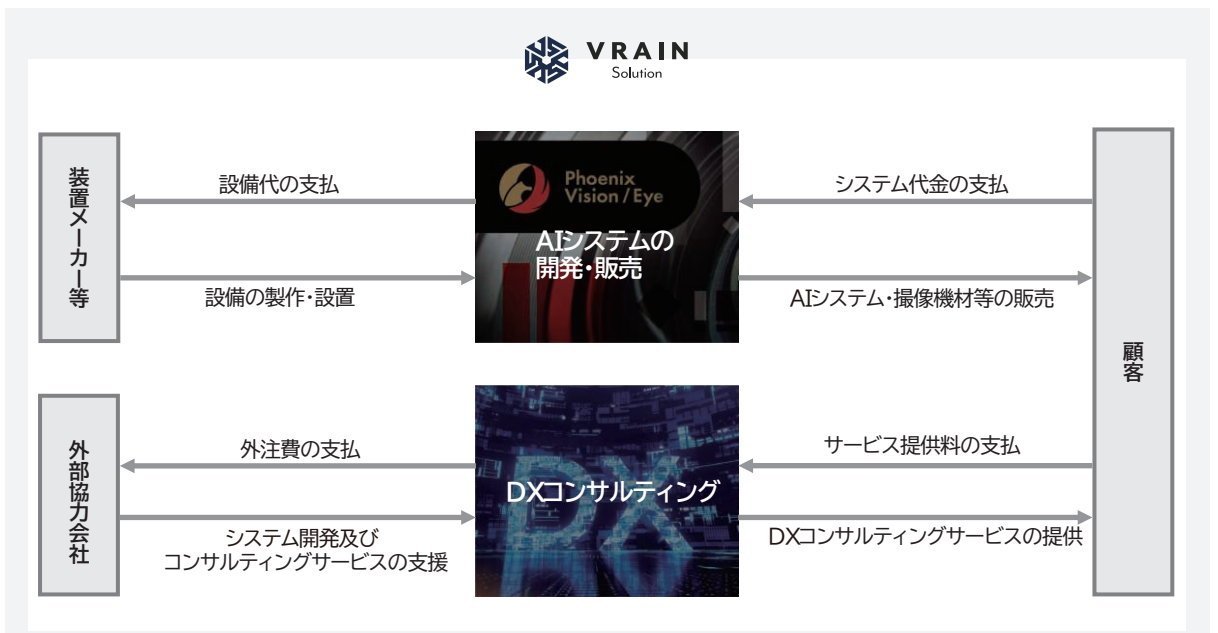 VRAIN
Solution
装置メーカー等
設備代の支払
設備の製作・設置
Phoenix
Vision / Eye
AIシステムの
開発・販売
システム代金の支払
AIシステム・撮像機材等の販売
顧客
外部協力会社
外注費の支払
システム開発及び
コンサルティングサービスの支援
DX
DXコンサルティング
サービス提供料の支払
DXコンサルティングサービスの提供